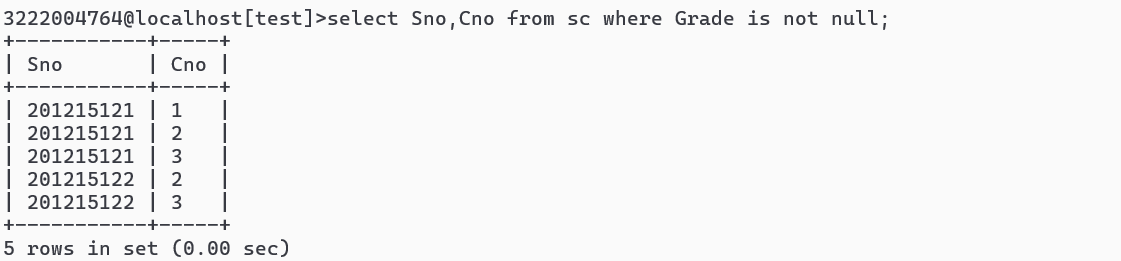 3222004764@localhost[test]>select Sno,Cno from sc where Grade is not null;
+-----------+-----+
| Sno       | Cno |
+-----------+-----+
| 201215121 | 1   |
| 201215121 | 2   |
| 201215121 | 3   |
| 201215122 | 2   |
| 201215122 | 3   |
+-----------+-----+
5 rows in set (0.00 sec)